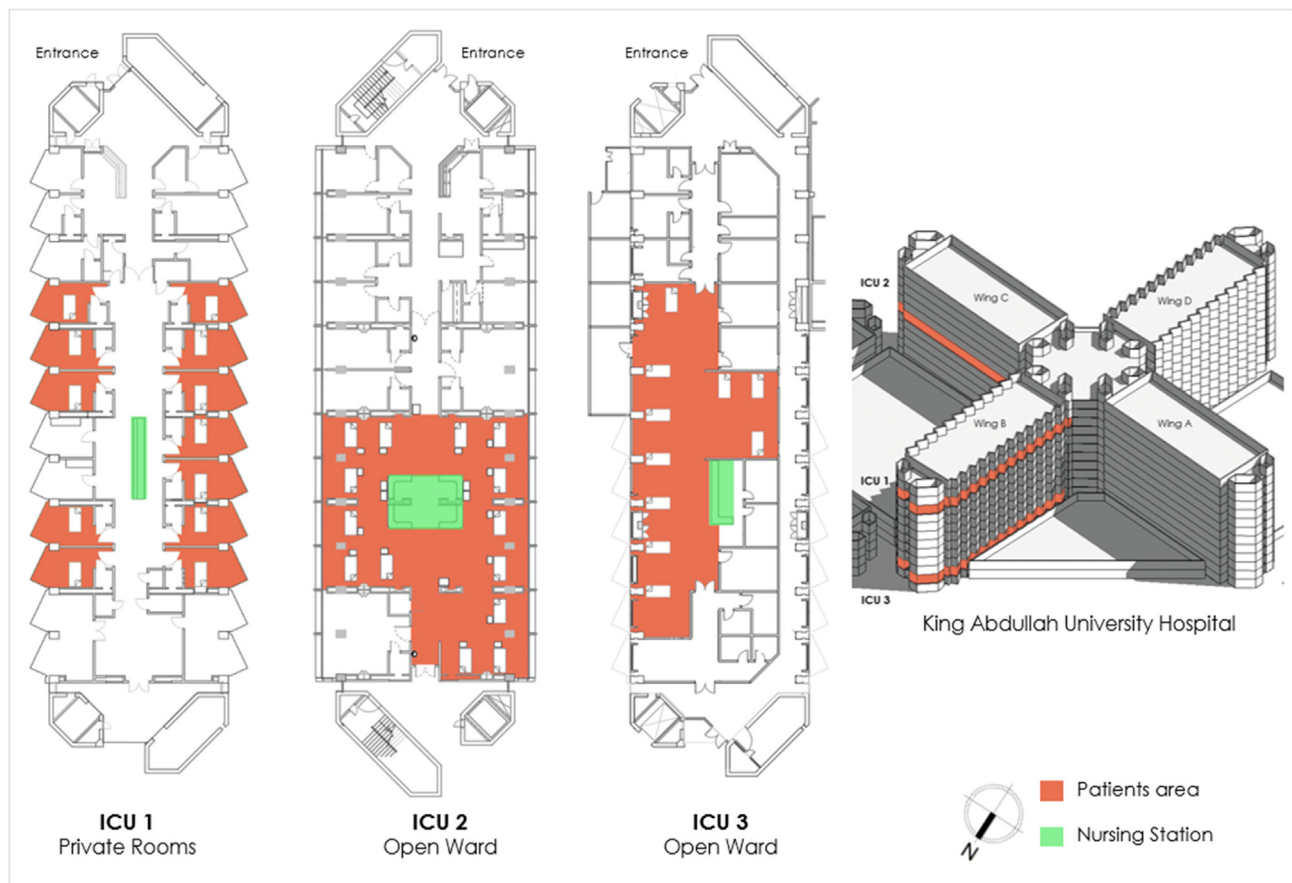 Entrance
Entrance
Entrance
ICU 2
Wing C
Wing D
Wing B
Wing A
ICU 1
ICU 3
King Abdullah University Hospital
ICU 1
Private Rooms
ICU 2
Open Ward
ICU 3
Open Ward
N
Patients area
Nursing Station